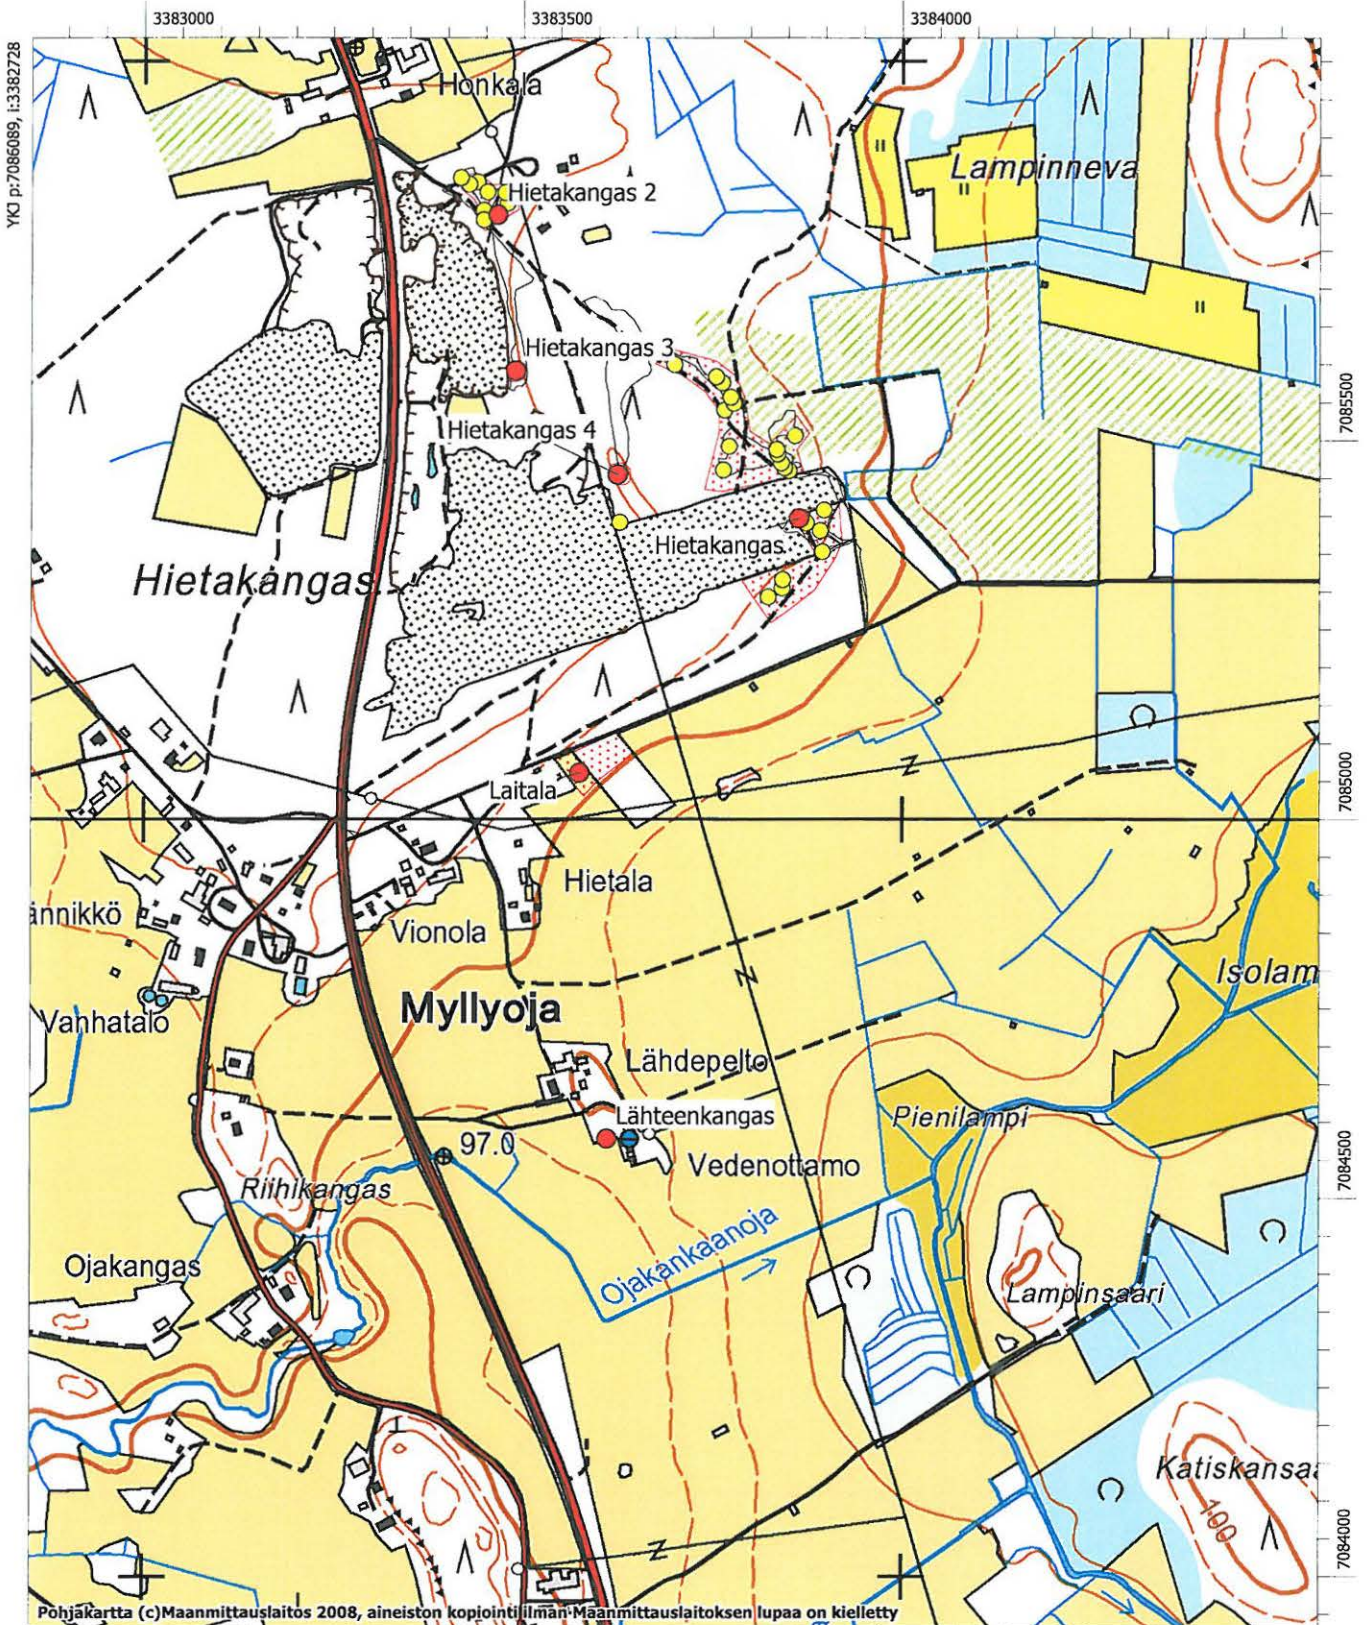 3383000
3383500
3384000
YKJ p:7086089, i:3382728
Honkala
Lampinneva
Hietakangas 2
Hietakangas 3
7085500
Hietakangas 4
Hietakangas
Hietakangas
Laitala
7085000
Hietala
ännikkö
Vionola
Isolam
Myllyoja
Vanhatalo
Lähdepelto
Lähteenkangas
Pienilampi
97.0
Vedenottamo
7084500
Riihikangas
Ojakangas
Ojakankaanoja
Lampinsaari
Katiskansaa
100
7084000
Pohjakartta (c)Maanmittauslaitos 2008, aineiston kopiointi ilman Maanmittauslaitoksen lupaa on kielletty